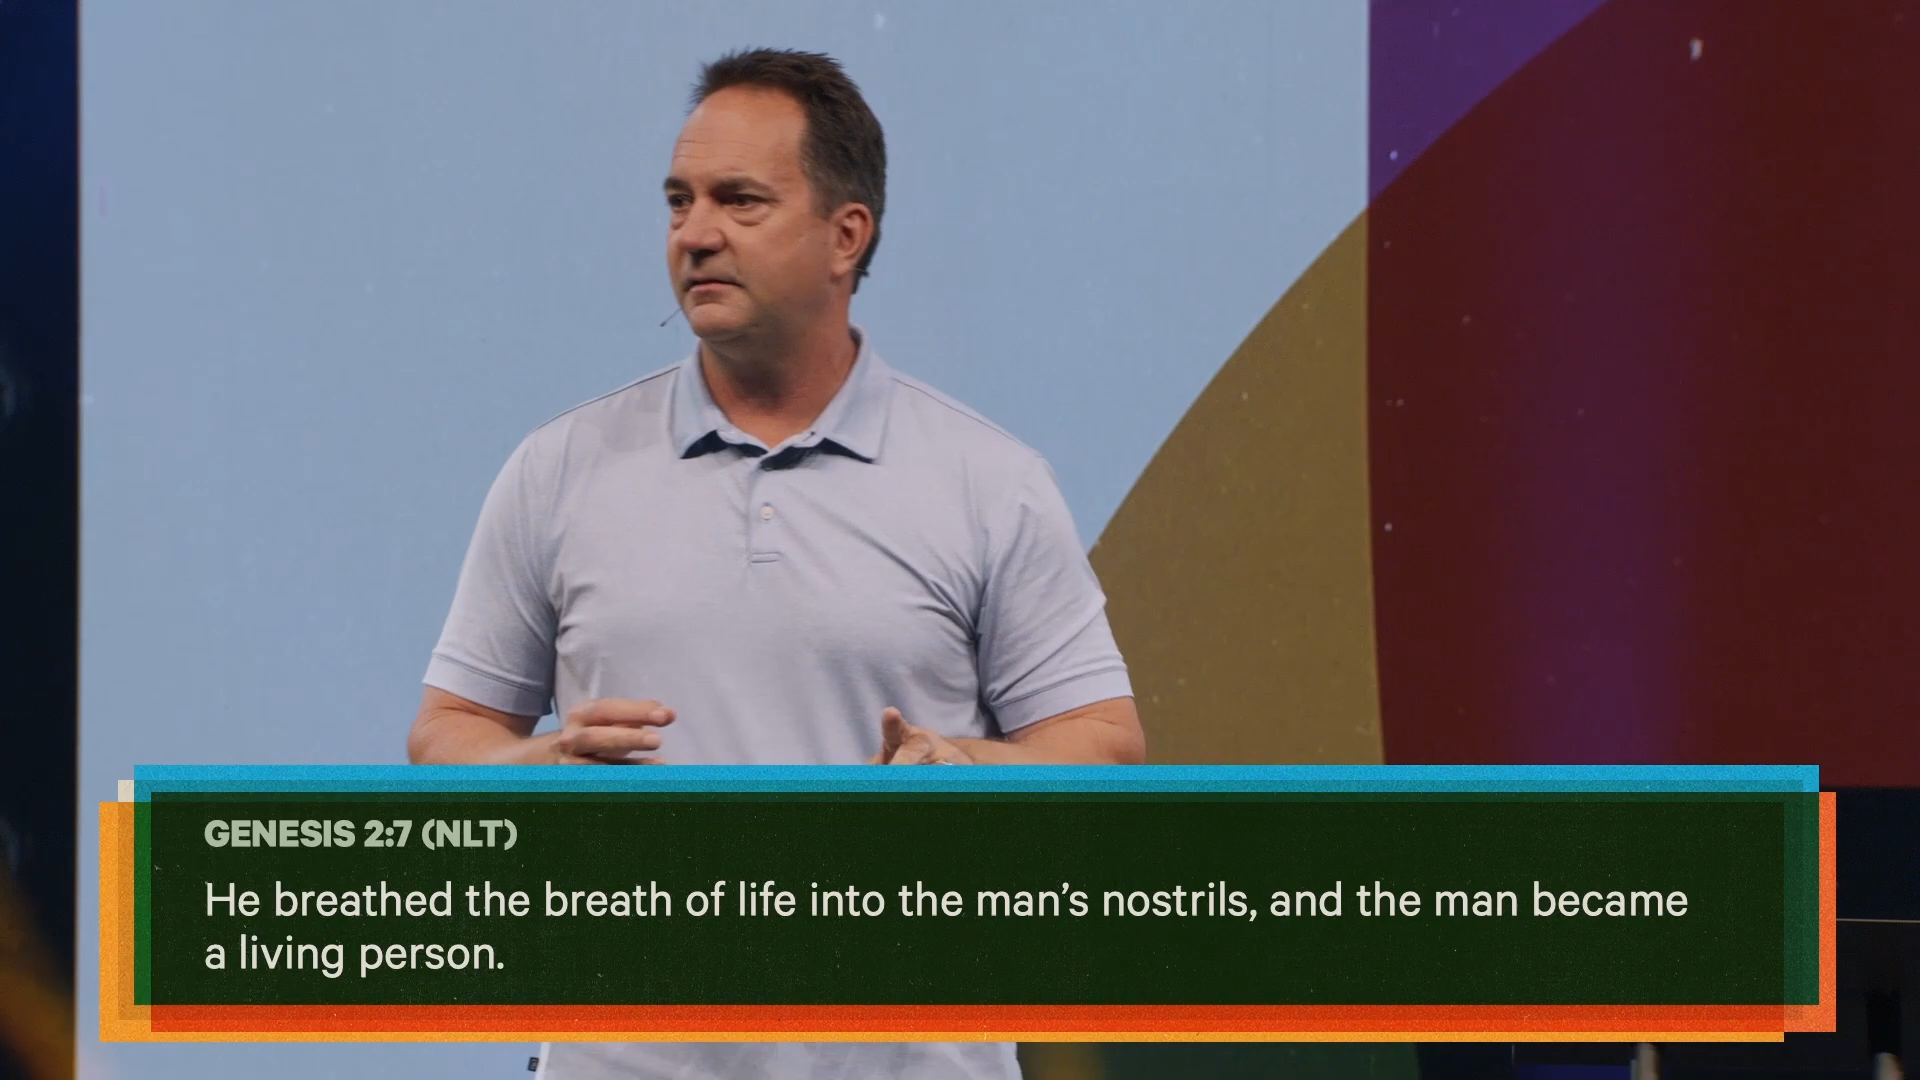 GENESIS 2:7 (NLT)
He breathed the breath of life into the man’s nostrils, and the man became
a living person.